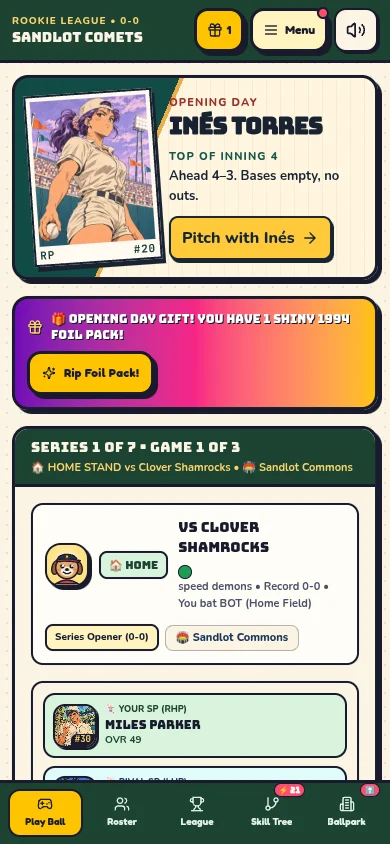 ROOKIE LEAGUE • 0-0
SANDLOT COMETS
1
Menu
OPENING DAY
INÉS TORRES
TOP OF INNING 4
Ahead 4–3. Bases empty, no
outs.
Pitch with Inés →
RP
#20
🎁 OPENING DAY GIFT! YOU HAVE 1 SHINY 1994
FOIL PACK!
Rip Foil Pack!
SERIES 1 OF 7 • GAME 1 OF 3
🏠 HOME STAND vs Clover Shamrocks • 🏟️ Sandlot Commons
🏠 HOME
VS CLOVER
SHAMROCKS
speed demons • Record 0-0 •
You bat BOT (Home Field)
Series Opener (0-0)
🏟️ Sandlot Commons
YOUR SP (RHP)
MILES PARKER
OVR 49
#30
Play Ball
Roster
League
⚡ 21
Skill Tree
Ballpark